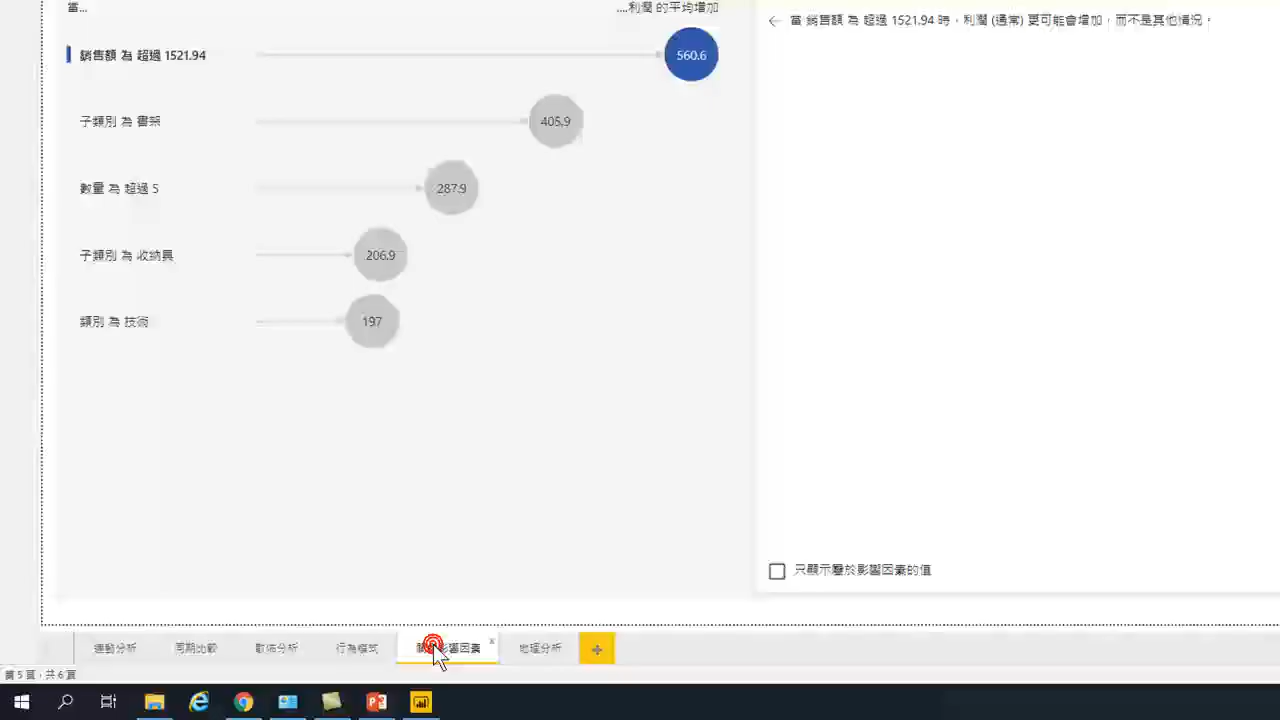 當...
....利潤 的平均增加
← 當 銷售額 為 超過 1521.94 時，利潤 (通常) 更可能會增加，而不是其他情況。
銷售額 為 超過 1521.94
560.6
子類別 為 書架
405.9
數量 為 超過 5
287.9
子類別 為 收納具
206.9
類別 為 技術
197
只顯示屬於影響因素的值
連動分析
同期比較
散佈分析
行為模式
影響因素
x
地理分析
+
第 5 頁，共 6 頁